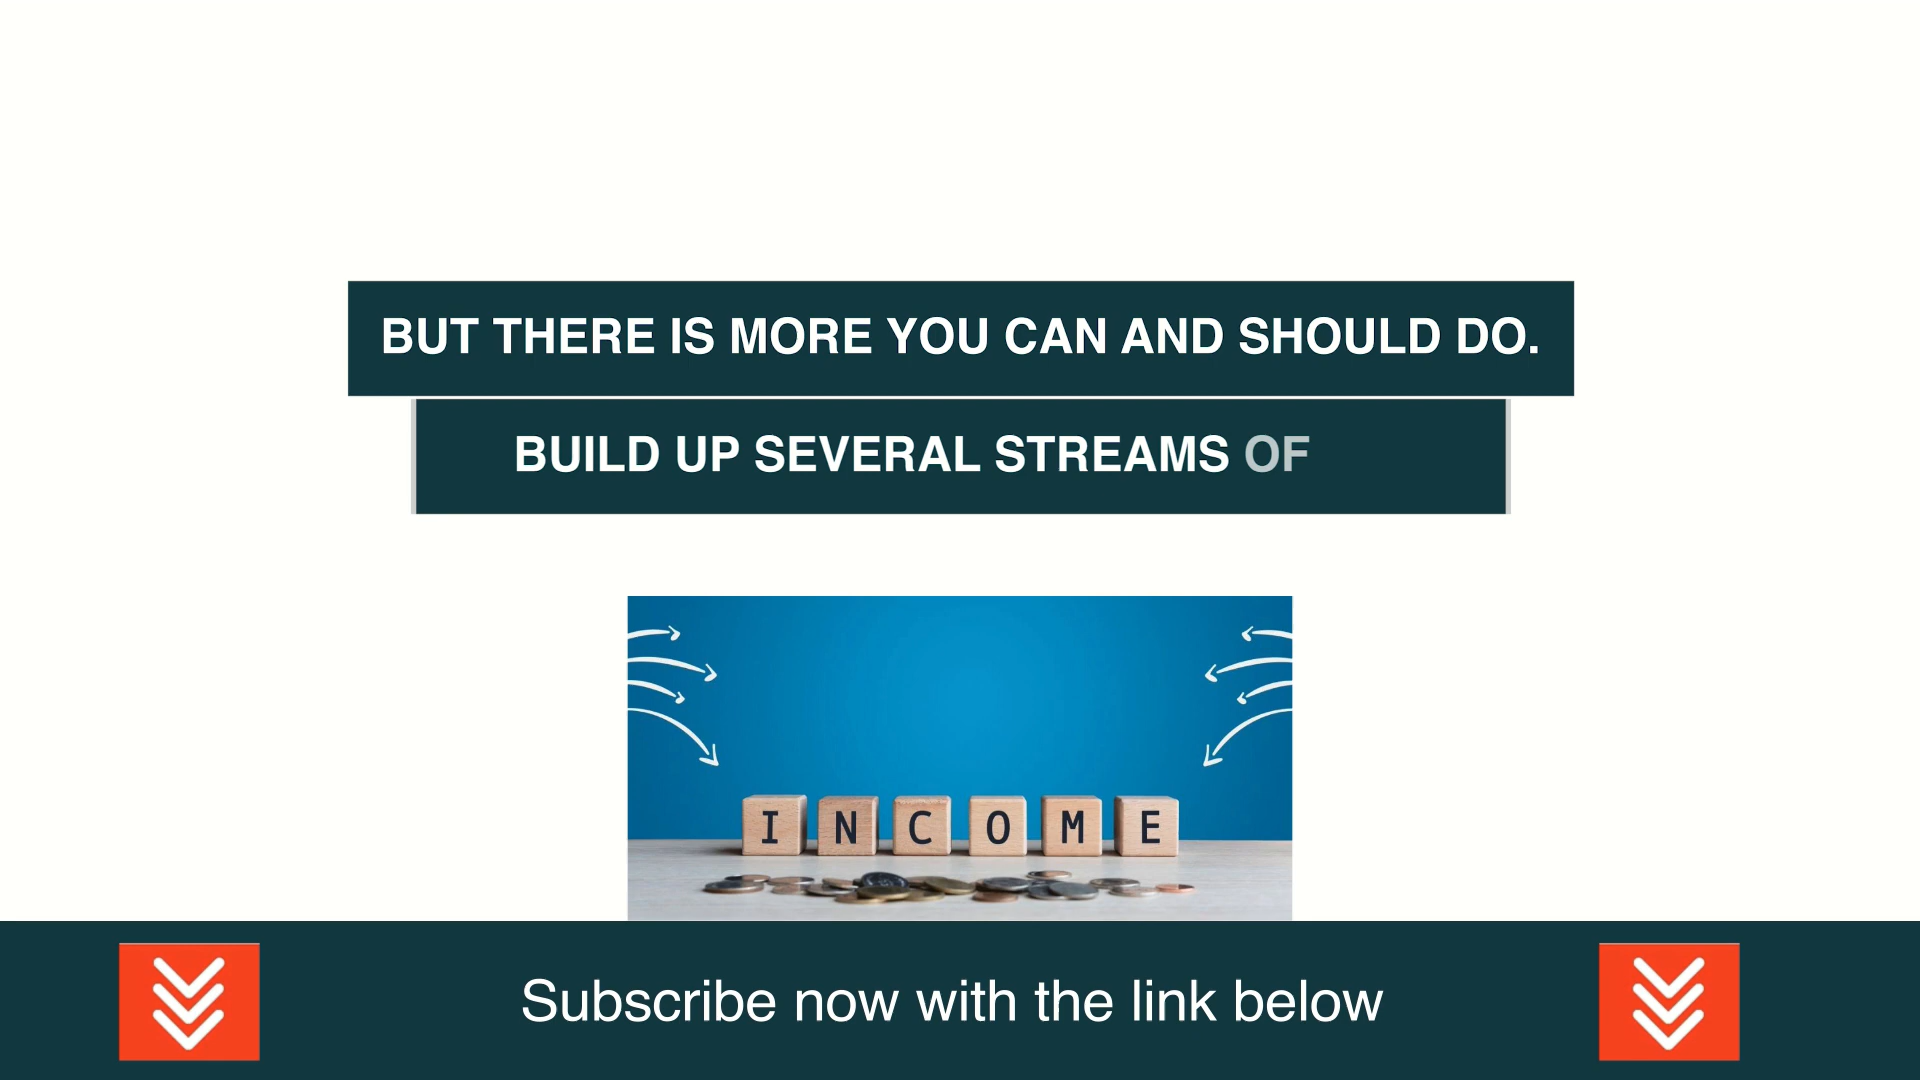 BUT THERE IS MORE YOU CAN AND SHOULD DO.
BUILD UP SEVERAL STREAMS OF
INCOME
Subscribe now with the link below